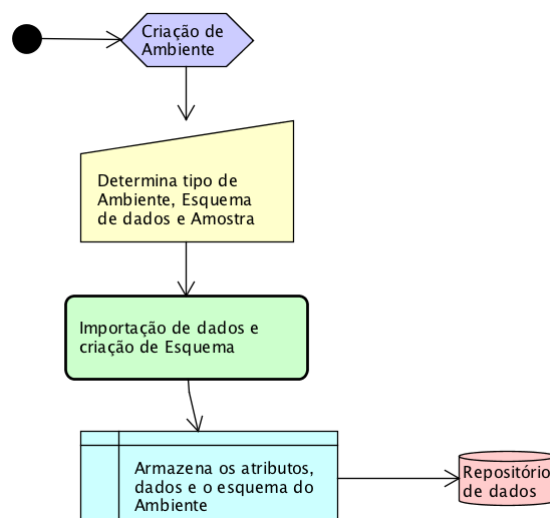 Criação de
Ambiente
Determina tipo de
Ambiente, Esquema
de dados e Amostra
Importação de dados e
criação de Esquema
Armazena os atributos,
dados e o esquema do
Ambiente
Repositório
de dados